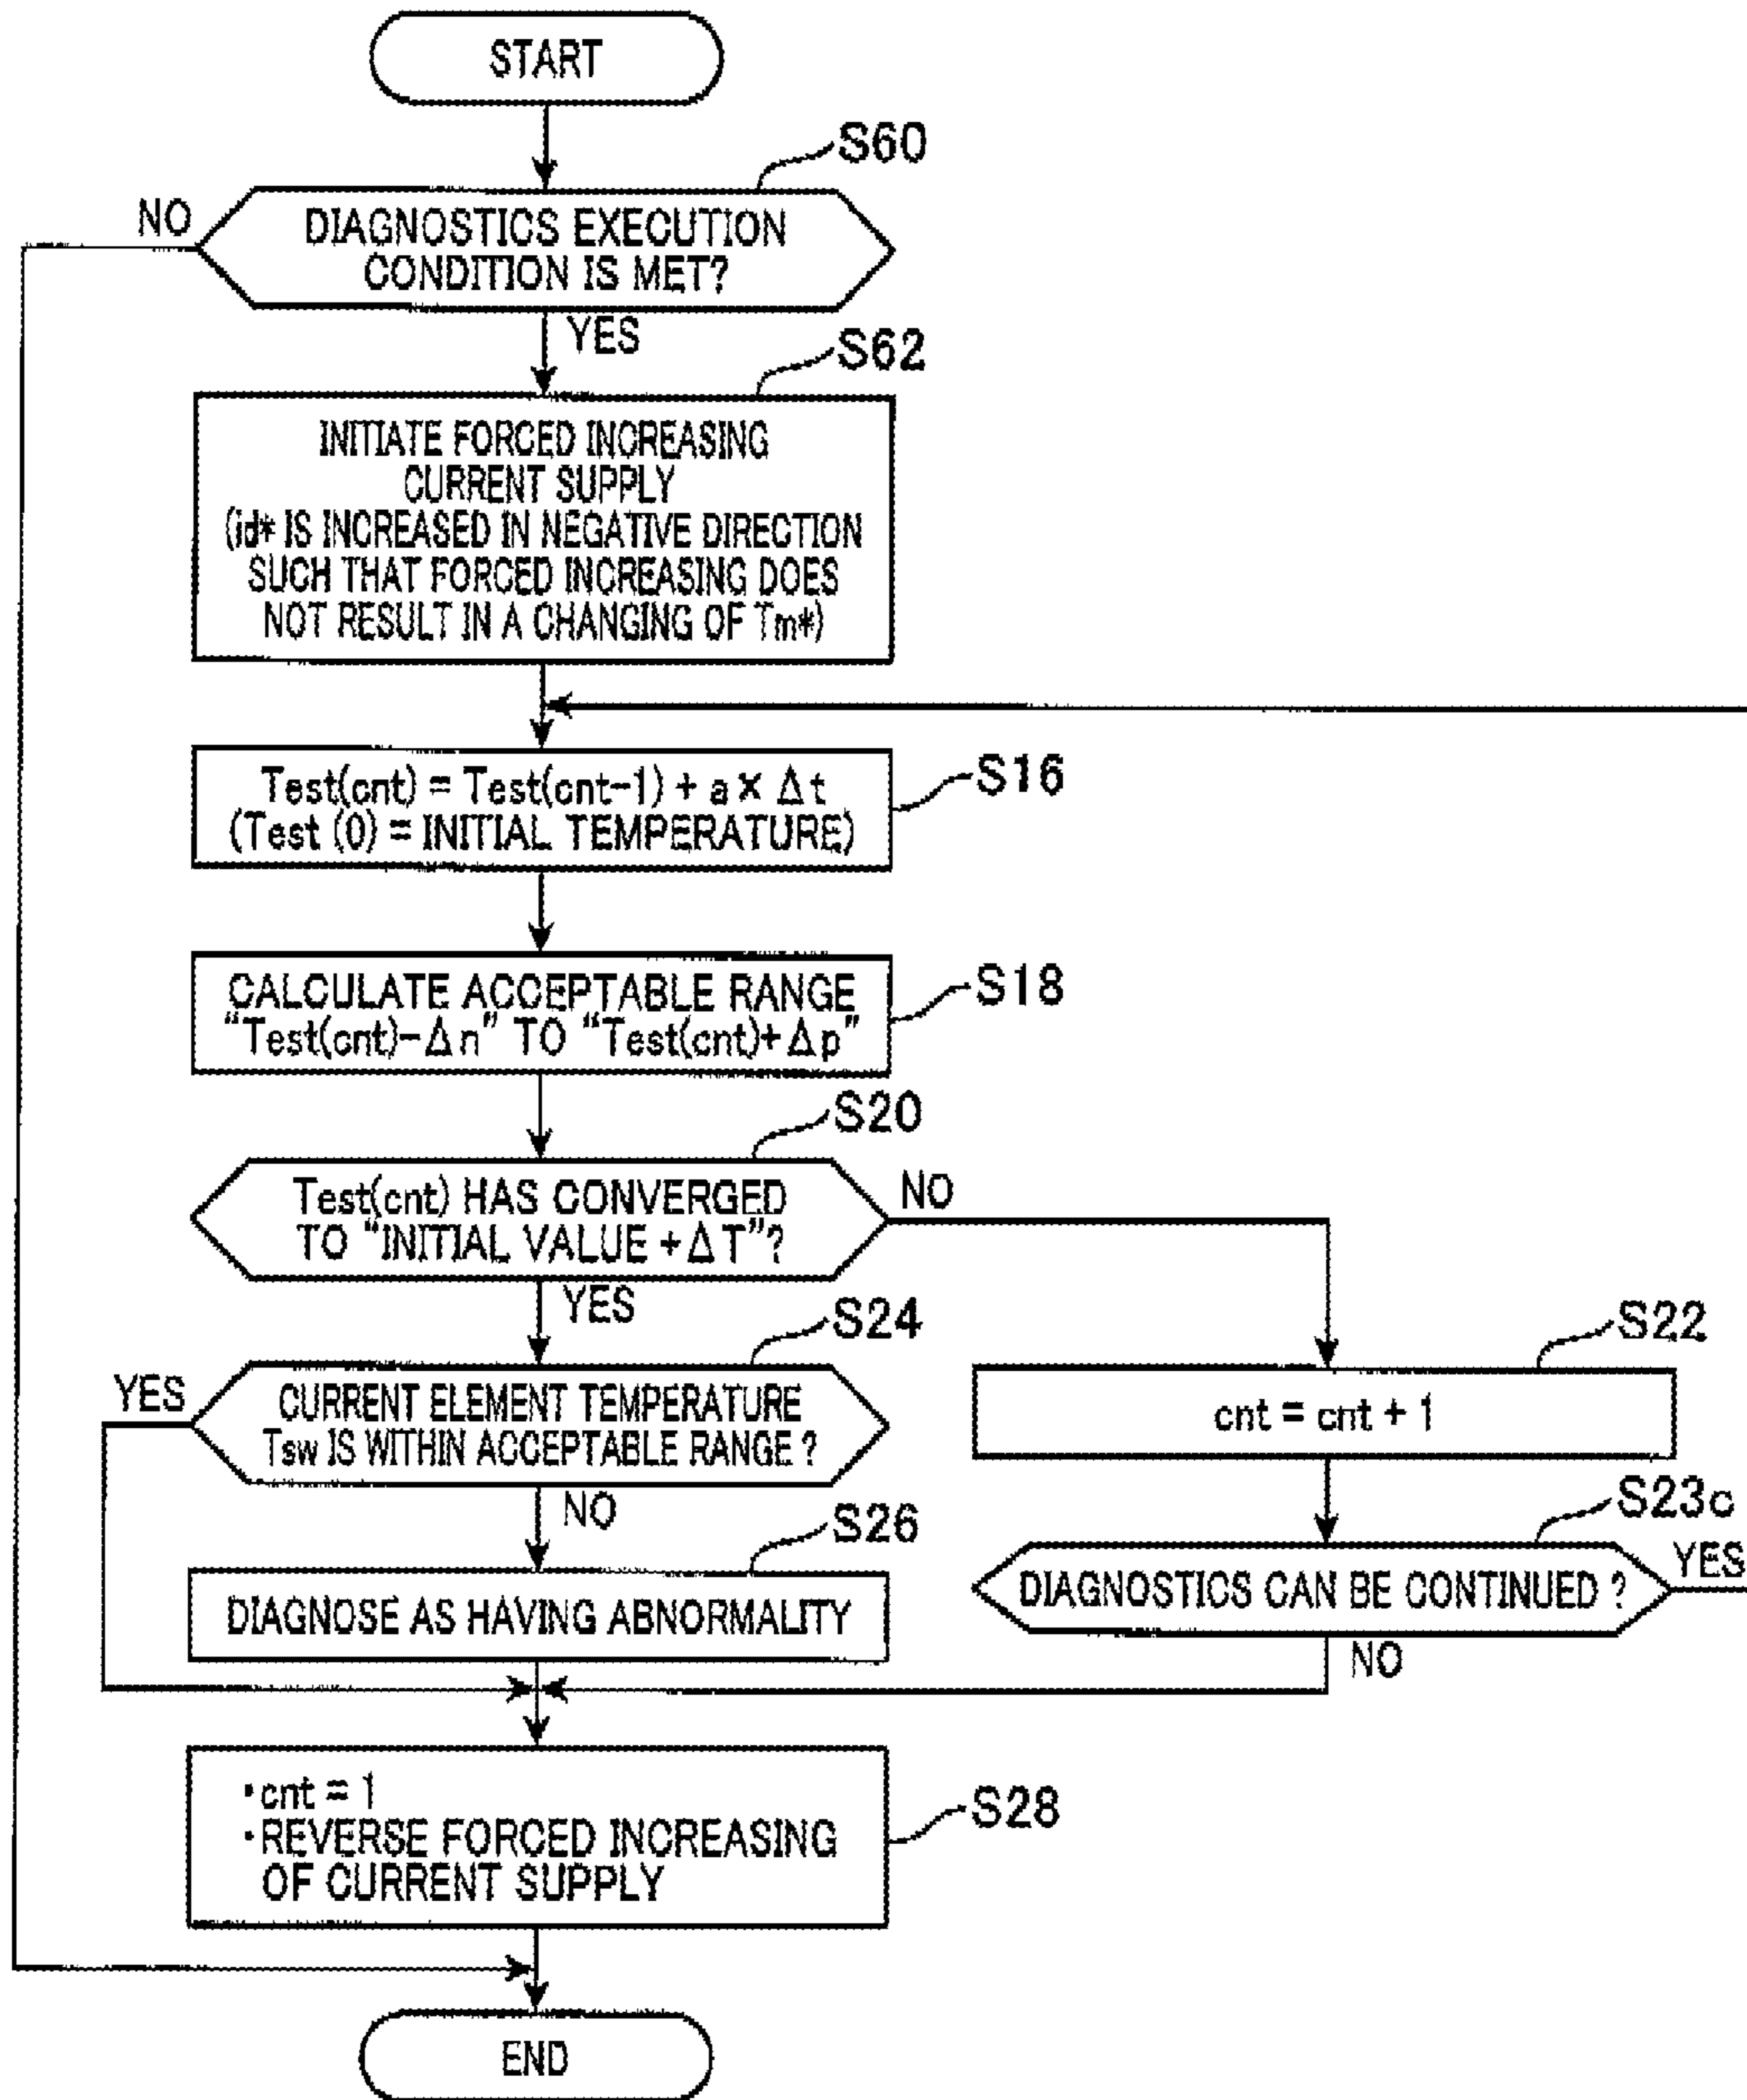 START
S60
NO
DIAGNOSTICS EXECUTION
CONDITION IS MET?
YES
S62
INITIATE FORCED INCREASING
CURRENT SUPPLY
(id* IS INCREASED IN NEGATIVE DIRECTION
SUCH THAT FORCED INCREASING DOES
NOT RESULT IN A CHANGING OF Tm*)
S16
Test(cnt) = Test(cnt-1) + a × Δt
(Test (0) = INITIAL TEMPERATURE)
S18
CALCULATE ACCEPTABLE RANGE
“Test(cnt)-Δn” TO “Test(cnt)+Δp”
S20
Test(cnt) HAS CONVERGED
TO “INITIAL VALUE +ΔT”?
NO
YES
S24
YES
CURRENT ELEMENT TEMPERATURE
Tsw IS WITHIN ACCEPTABLE RANGE ?
NO
S22
cnt = cnt + 1
S23c
DIAGNOSTICS CAN BE CONTINUED ?
YES
NO
S26
DIAGNOSE AS HAVING ABNORMALITY
S28
・cnt = 1
・REVERSE FORCED INCREASING
OF CURRENT SUPPLY
END